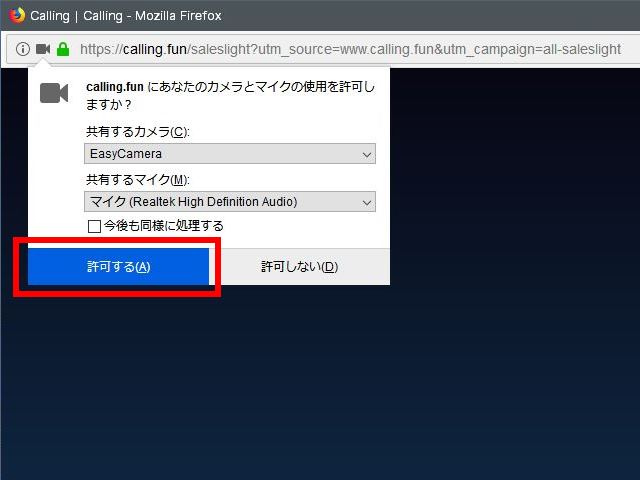 Calling | Calling - Mozilla Firefox
https://calling.fun/saleslight?utm_source=www.calling.fun&utm_campaign=all-saleslight
calling.fun にあなたのカメラとマイクの使用を許可し
ますか？
共有するカメラ(C):
EasyCamera
共有するマイク(M):
マイク (Realtek High Definition Audio)
今後も同様に処理する
許可する(A) 許可しない(D)